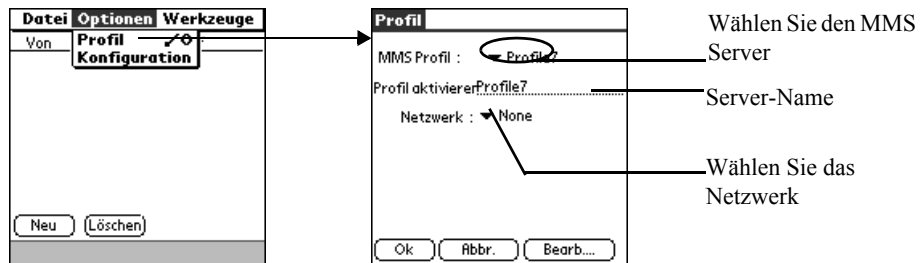 Datei Optionen Werkzeuge
Von
Profil
Konfiguration
Neu
Löschen
Profil
MMS Profil : Profile7
Profil aktivieren Profile7
Netzwerk : None
Ok
Abbr.
Bearb....
Wählen Sie den MMS
Server
Server-Name
Wählen Sie das
Netzwerk